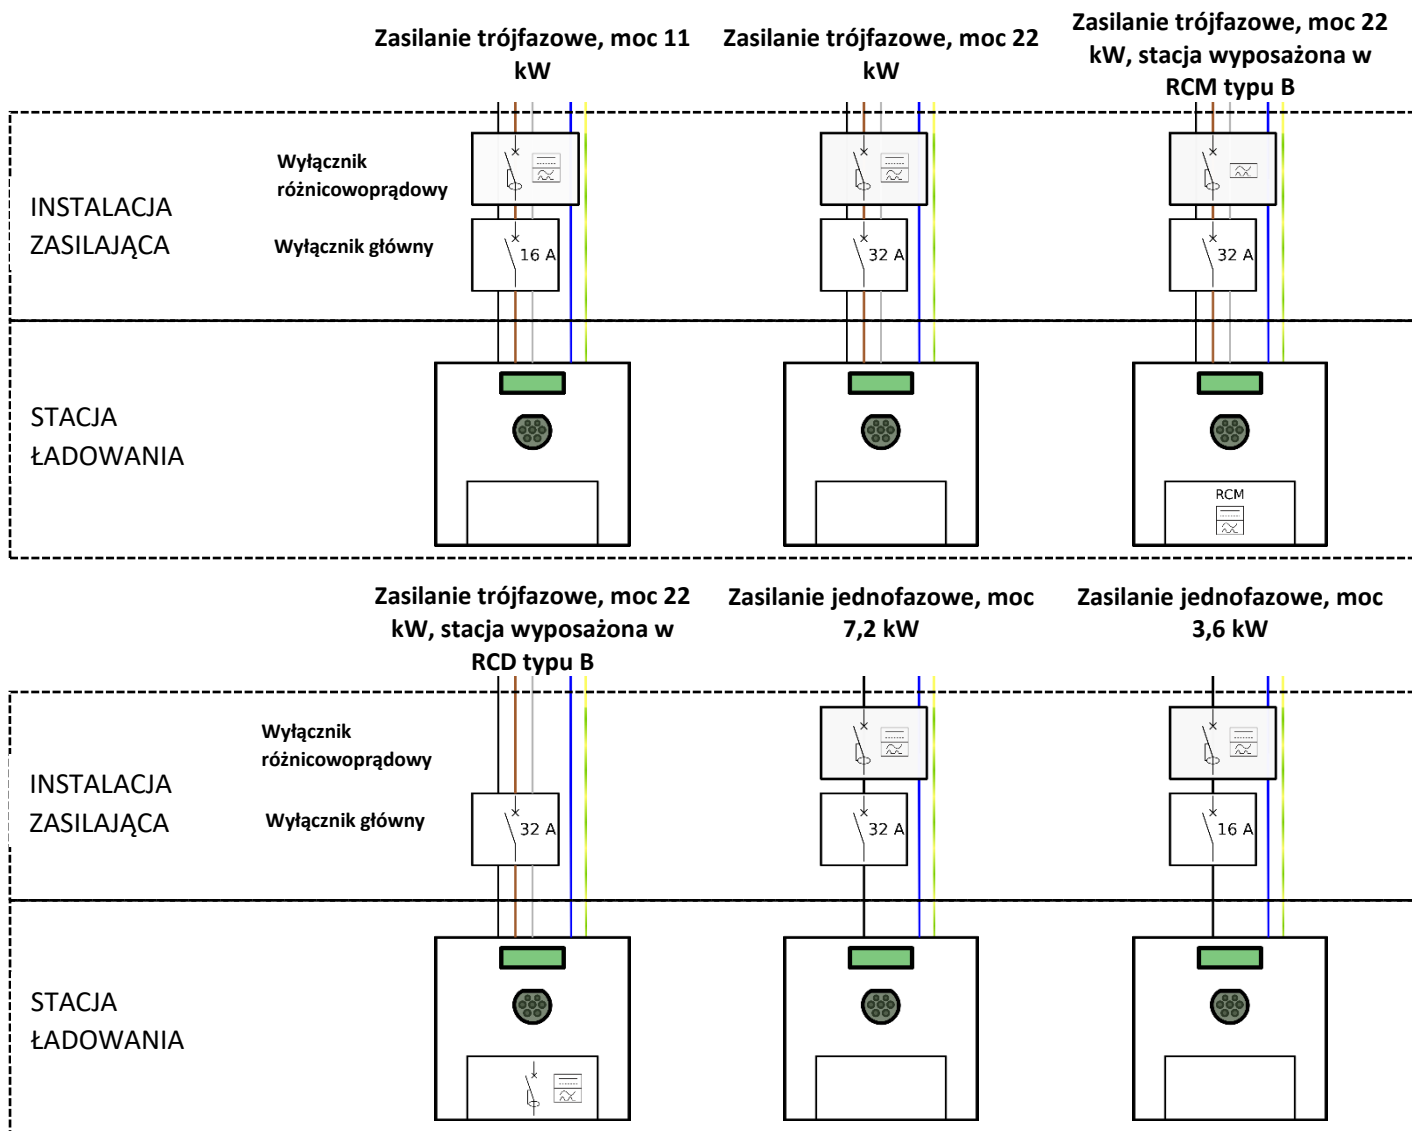 Zasilanie trójfazowe, moc 11
kW
Zasilanie trójfazowe, moc 22
kW
Zasilanie trójfazowe, moc 22
kW, stacja wyposażona w
RCM typu B
INSTALACJA
ZASILAJĄCA
Wyłącznik
różnicowoprądowy
Wyłącznik główny
16 A
32 A
32 A
STACJA
ŁADOWANIA
RCM
Zasilanie trójfazowe, moc 22
kW, stacja wyposażona w
RCD typu B
Zasilanie jednofazowe, moc
7,2 kW
Zasilanie jednofazowe, moc
3,6 kW
INSTALACJA
ZASILAJĄCA
Wyłącznik
różnicowoprądowy
Wyłącznik główny
32 A
32 A
16 A
STACJA
ŁADOWANIA